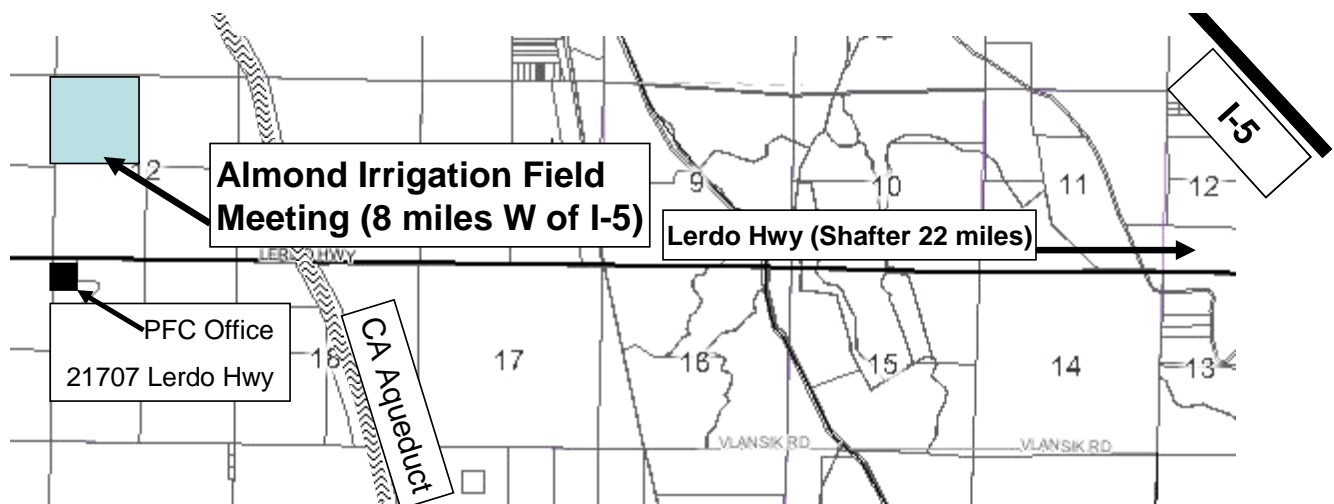 I-5
12
Almond Irrigation Field
Meeting (8 miles W of I-5)
9
10
11
12
Lerdo Hwy (Shafter 22 miles)
LERDO HWY
PFC Office
21707 Lerdo Hwy
CA Aqueduct
18
17
16
15
14
13
VLANSIK RD
VLANSIK RD